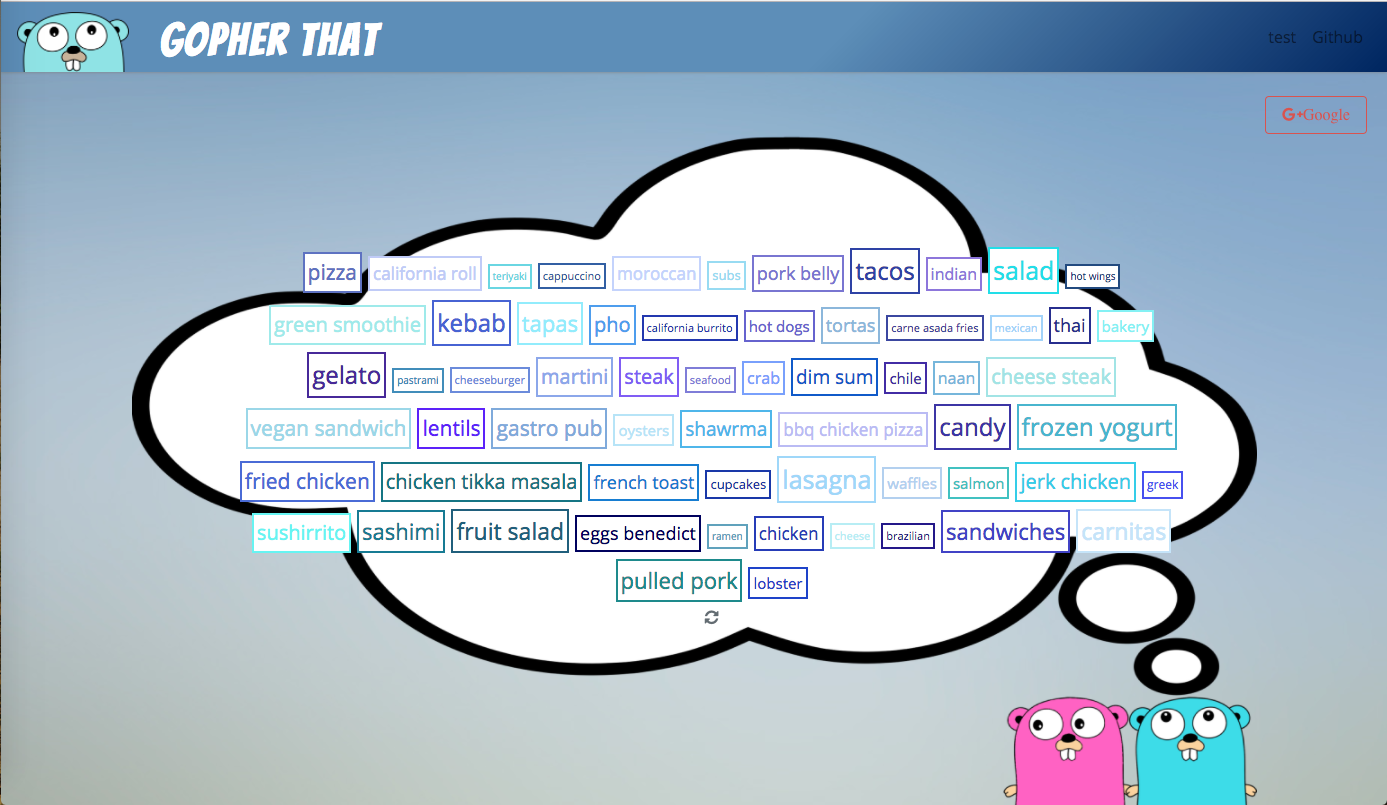 GOPHER THAT
test Github
G+Google
pizza california roll teriyaki cappuccino moroccan subs pork belly tacos indian salad hot wings
green smoothie kebab tapas pho california burrito hot dogs tortas carne asada fries mexican thai bakery
gelato pastrami cheeseburger martini steak seafood crab dim sum chile naan cheese steak
vegan sandwich lentils gastro pub oysters shawrma bbq chicken pizza candy frozen yogurt
fried chicken chicken tikka masala french toast cupcakes lasagna waffles salmon jerk chicken greek
sushirrito sashimi fruit salad eggs benedict ramen chicken cheese brazilian sandwiches carnitas
pulled pork lobster